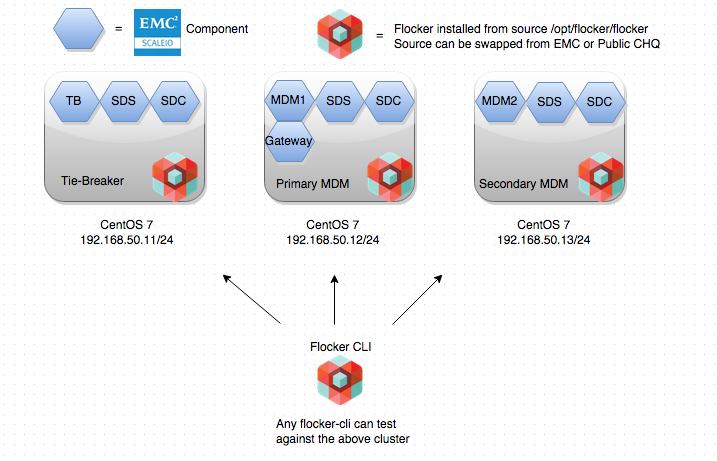 = EMC² SCALEIO Component
= Flocker installed from source /opt/flocker/flocker
Source can be swapped from EMC or Public CHQ
TB SDS SDC
MDM1 SDS SDC
MDM2 SDS SDC
Gateway
Tie-Breaker
Primary MDM
Secondary MDM
CentOS 7
192.168.50.11/24
CentOS 7
192.168.50.12/24
CentOS 7
192.168.50.13/24
Flocker CLI
Any flocker-cli can test
against the above cluster